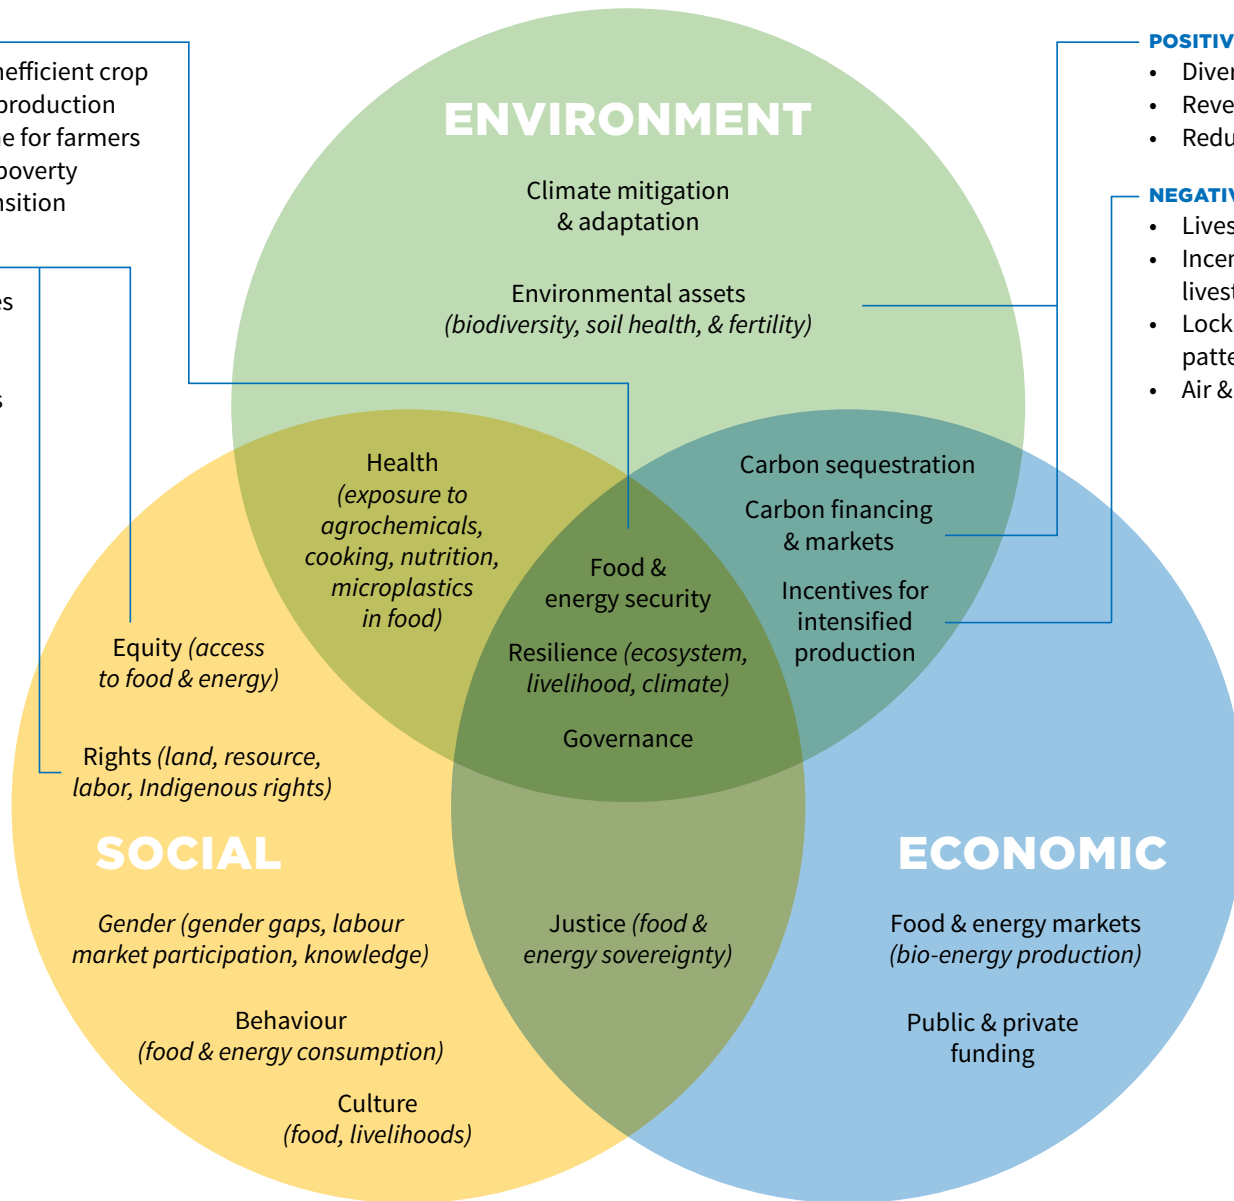 nefficient crop
production
ne for farmers
poverty
nsition
es
s
ENVIRONMENT
Climate mitigation
& adaptation
Environmental assets
(biodiversity, soil health, & fertility)
POSITIV
• Diver
• Reve
• Redu
NEGATIV
• Lives
• Incer
livest
• Lock
patte
• Air &
Health
(exposure to
agrochemicals,
cooking, nutrition,
microplastics
in food)
Carbon sequestration
Carbon financing
& markets
Incentives for
intensified
production
Food &
energy security
Resilience (ecosystem,
livelihood, climate)
Governance
Equity (access
to food & energy)
Rights (land, resource,
labor, Indigenous rights)
SOCIAL
Gender (gender gaps, labour
market participation, knowledge)
Behaviour
(food & energy consumption)
Culture
(food, livelihoods)
Justice (food &
energy sovereignty)
ECONOMIC
Food & energy markets
(bio-energy production)
Public & private
funding